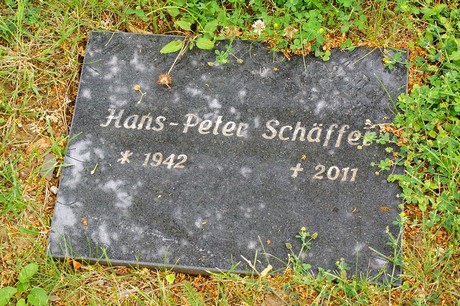 Hans-Peter Schäffer
* 1942 + 2011